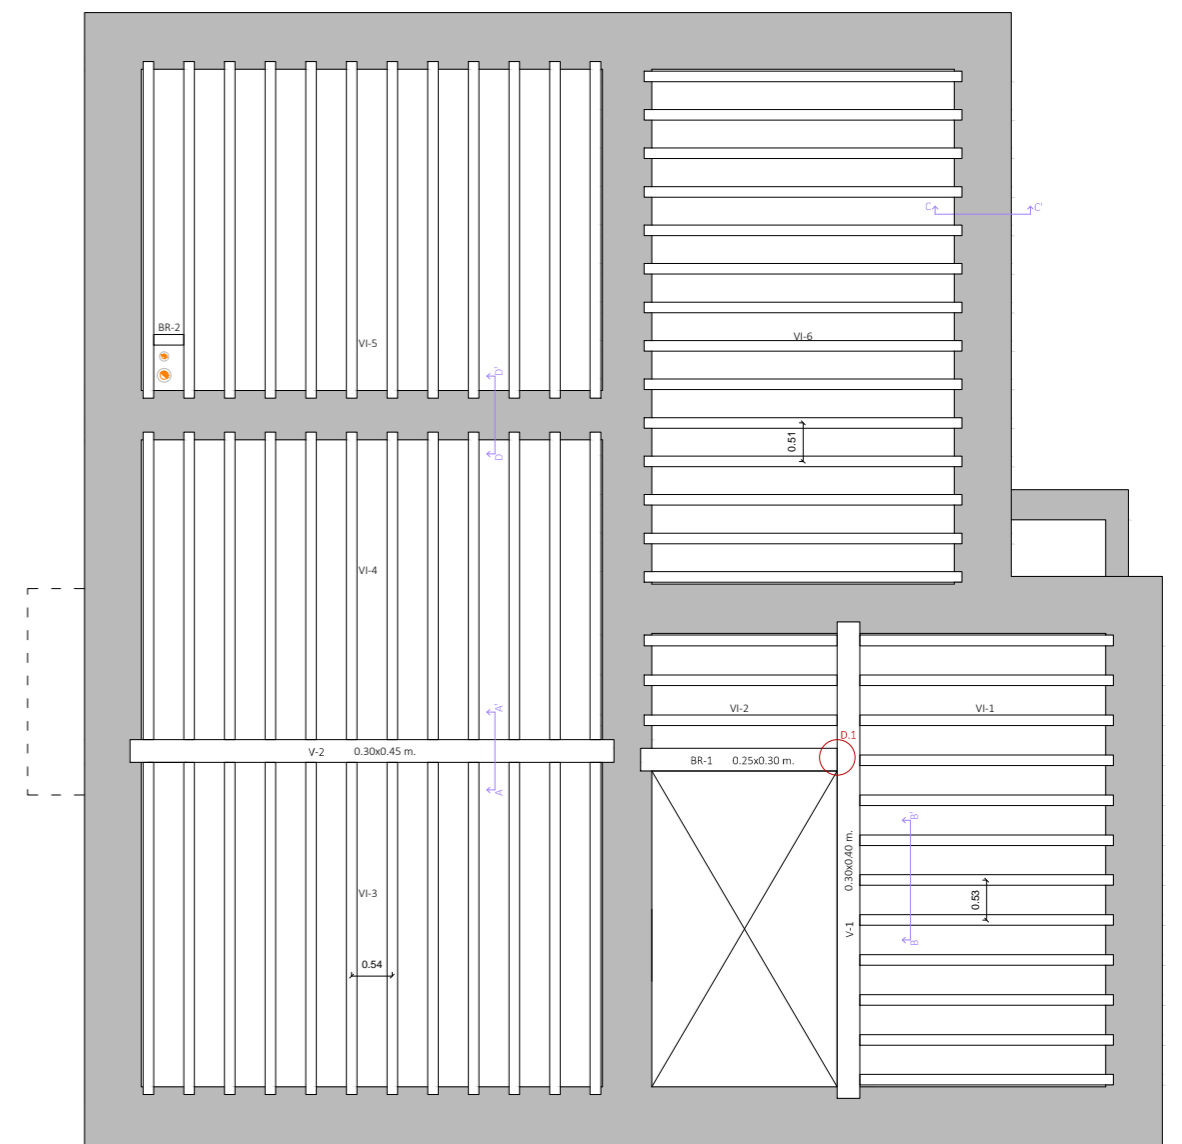 C
C'
BR-2
VI-5
VI-6
D'
0.51
D
VI-4
A'
VI-2
VI-1
D.1
V-2 0.30x0.45 m.
BR-1 0.25x0.30 m.
A
B'
0.30x0.40 m.
VI-3
0.53
V-1
B
0.54